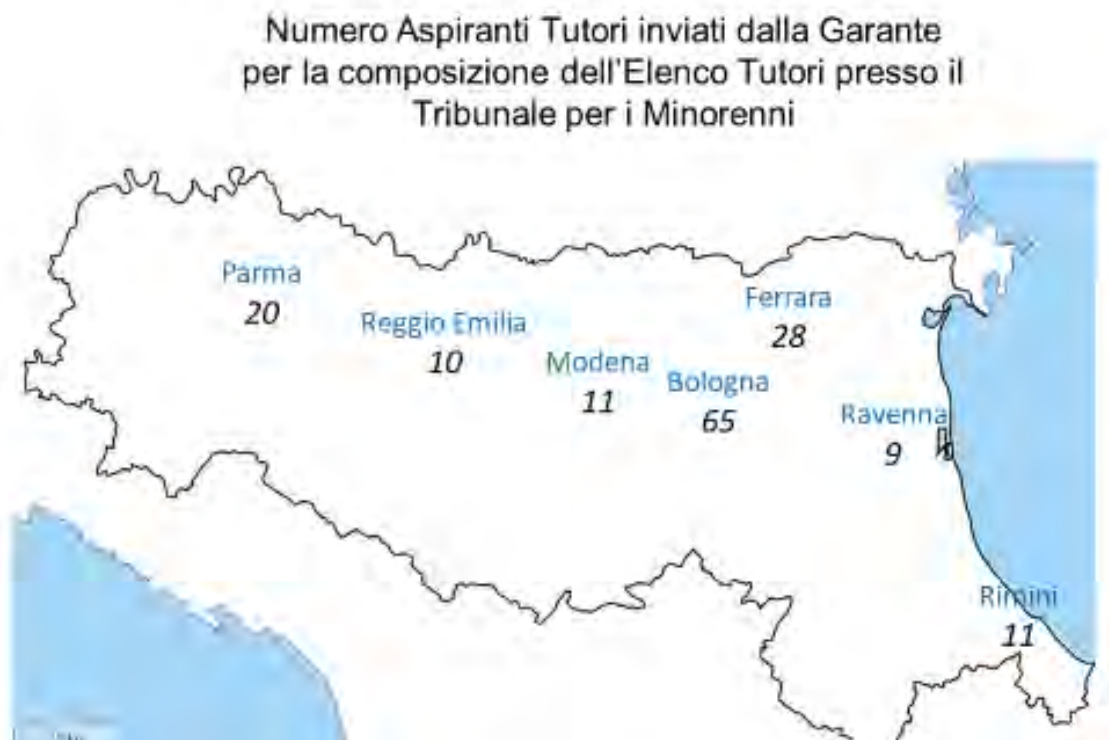 Numero Aspiranti Tutori inviati dalla Garante
per la composizione dell'Elenco Tutori presso il
Tribunale per i Minorenni
Parma
20
Reggio Emilia
10
Modena
11
Bologna
65
Ferrara
28
Ravenna
9
Rimini
11